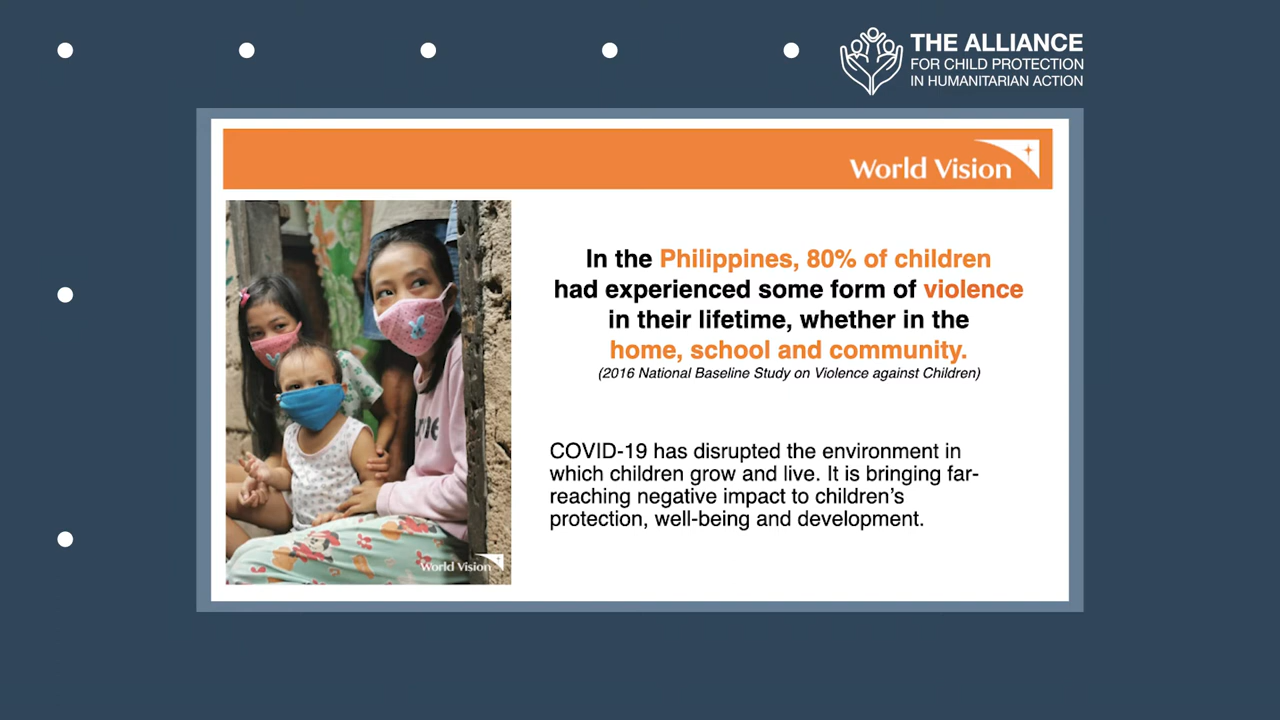 THE ALLIANCE
FOR CHILD PROTECTION
IN HUMANITARIAN ACTION
World Vision
In the Philippines, 80% of children
had experienced some form of violence
in their lifetime, whether in the
home, school and community.
(2016 National Baseline Study on Violence against Children)
COVID-19 has disrupted the environment in
which children grow and live. It is bringing far-
reaching negative impact to children's
protection, well-being and development.
World Vision